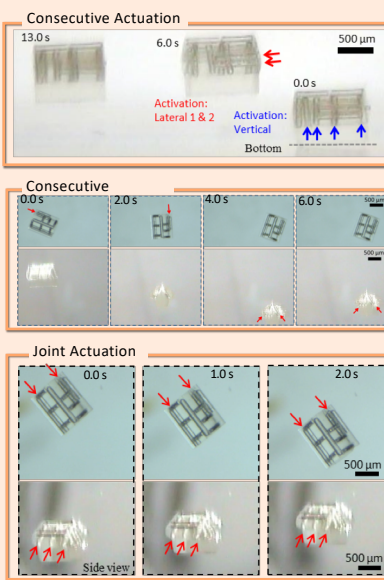 Consecutive Actuation
13.0 s
6.0 s
500 µm
0.0 s
Activation:
Lateral 1 & 2
Activation:
Vertical
Bottom
Consecutive
0.0 s
2.0 s
4.0 s
6.0 s
500 µm
500 µm
Joint Actuation
0.0 s
1.0 s
2.0 s
500 µm
Side view
500 µm